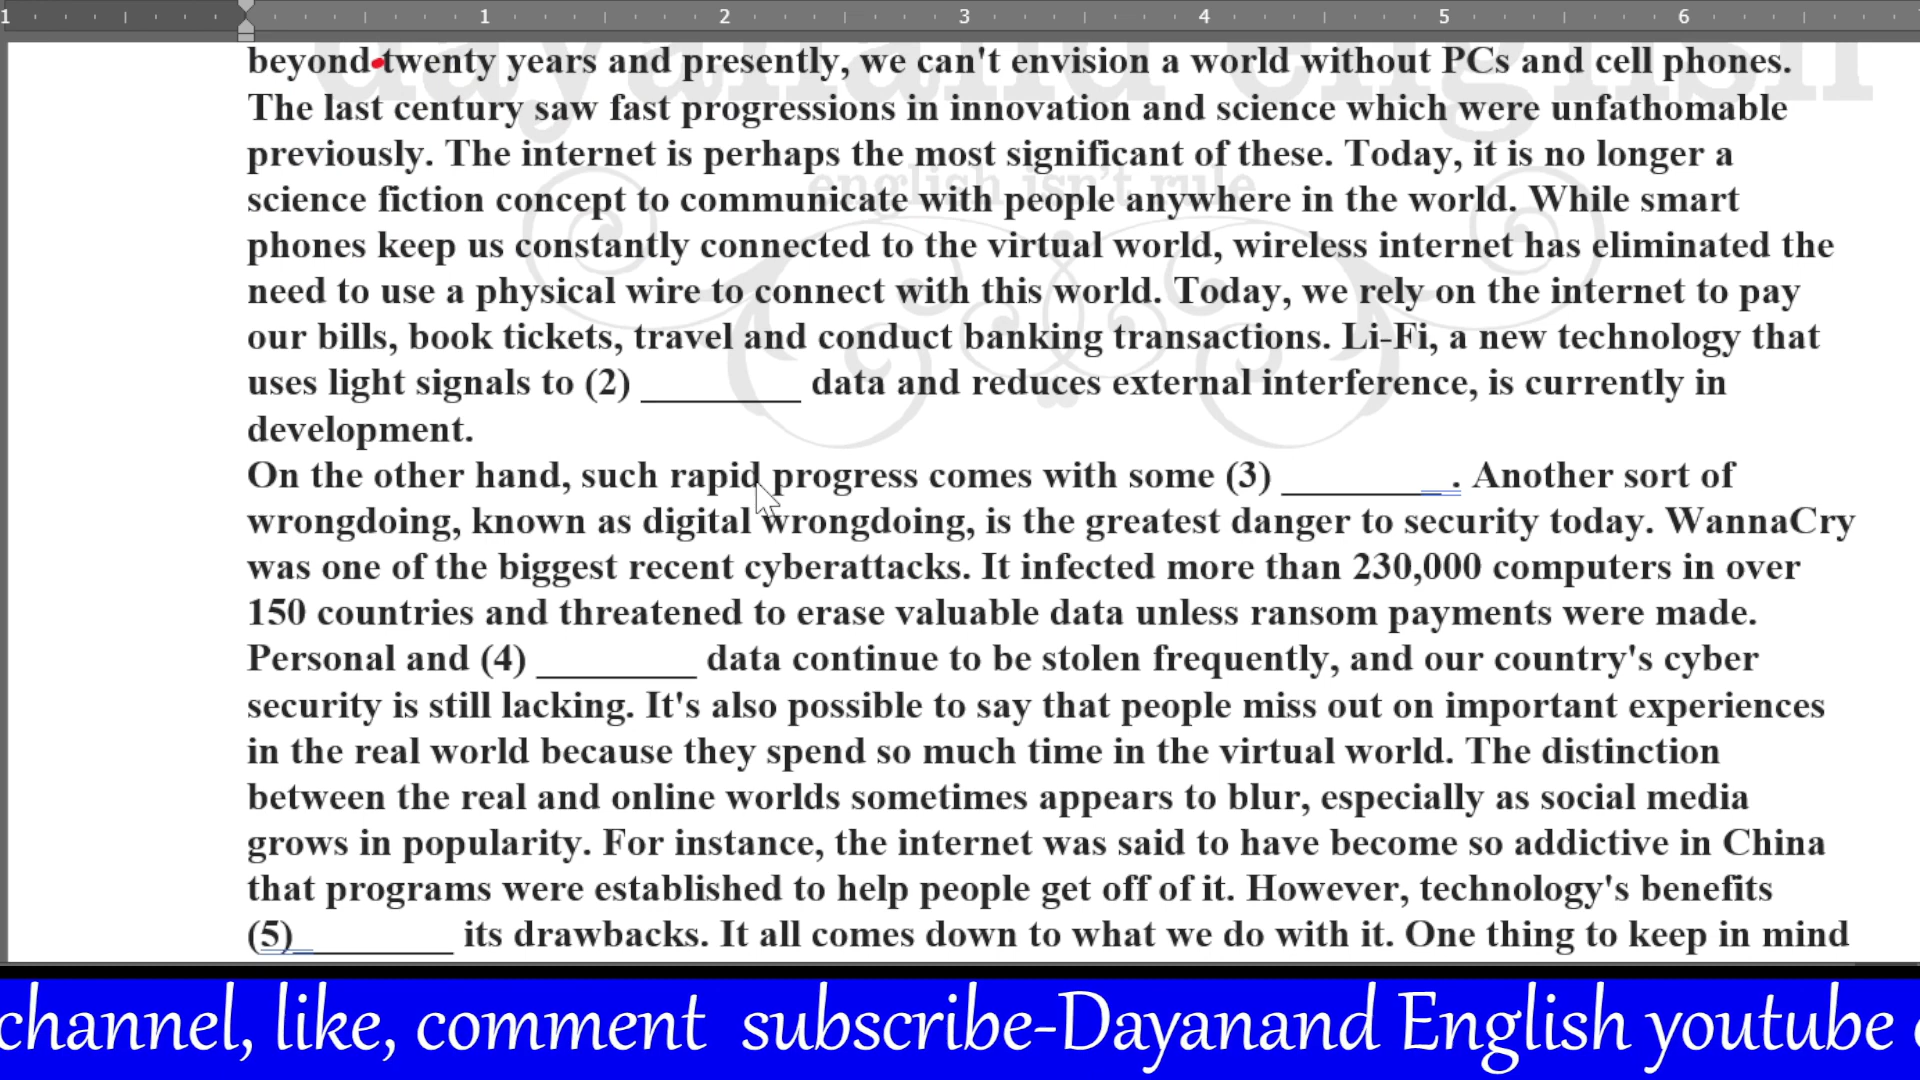 1 1 2 3 4 5 6
dayanand english
beyond twenty years and presently, we can't envision a world without PCs and cell phones.
The last century saw fast progressions in innovation and science which were unfathomable
previously. The internet is perhaps the most significant of these. Today, it is no longer a
english isn't rule
science fiction concept to communicate with people anywhere in the world. While smart
phones keep us constantly connected to the virtual world, wireless internet has eliminated the
need to use a physical wire to connect with this world. Today, we rely on the internet to pay
our bills, book tickets, travel and conduct banking transactions. Li-Fi, a new technology that
uses light signals to (2) ________ data and reduces external interference, is currently in
development.
On the other hand, such rapid progress comes with some (3) ________ . Another sort of
wrongdoing, known as digital wrongdoing, is the greatest danger to security today. WannaCry
was one of the biggest recent cyberattacks. It infected more than 230,000 computers in over
150 countries and threatened to erase valuable data unless ransom payments were made.
Personal and (4) ________ data continue to be stolen frequently, and our country's cyber
security is still lacking. It's also possible to say that people miss out on important experiences
in the real world because they spend so much time in the virtual world. The distinction
between the real and online worlds sometimes appears to blur, especially as social media
grows in popularity. For instance, the internet was said to have become so addictive in China
that programs were established to help people get off of it. However, technology's benefits
(5)________ its drawbacks. It all comes down to what we do with it. One thing to keep in mind
channel, like, comment subscribe-Dayanand English youtube